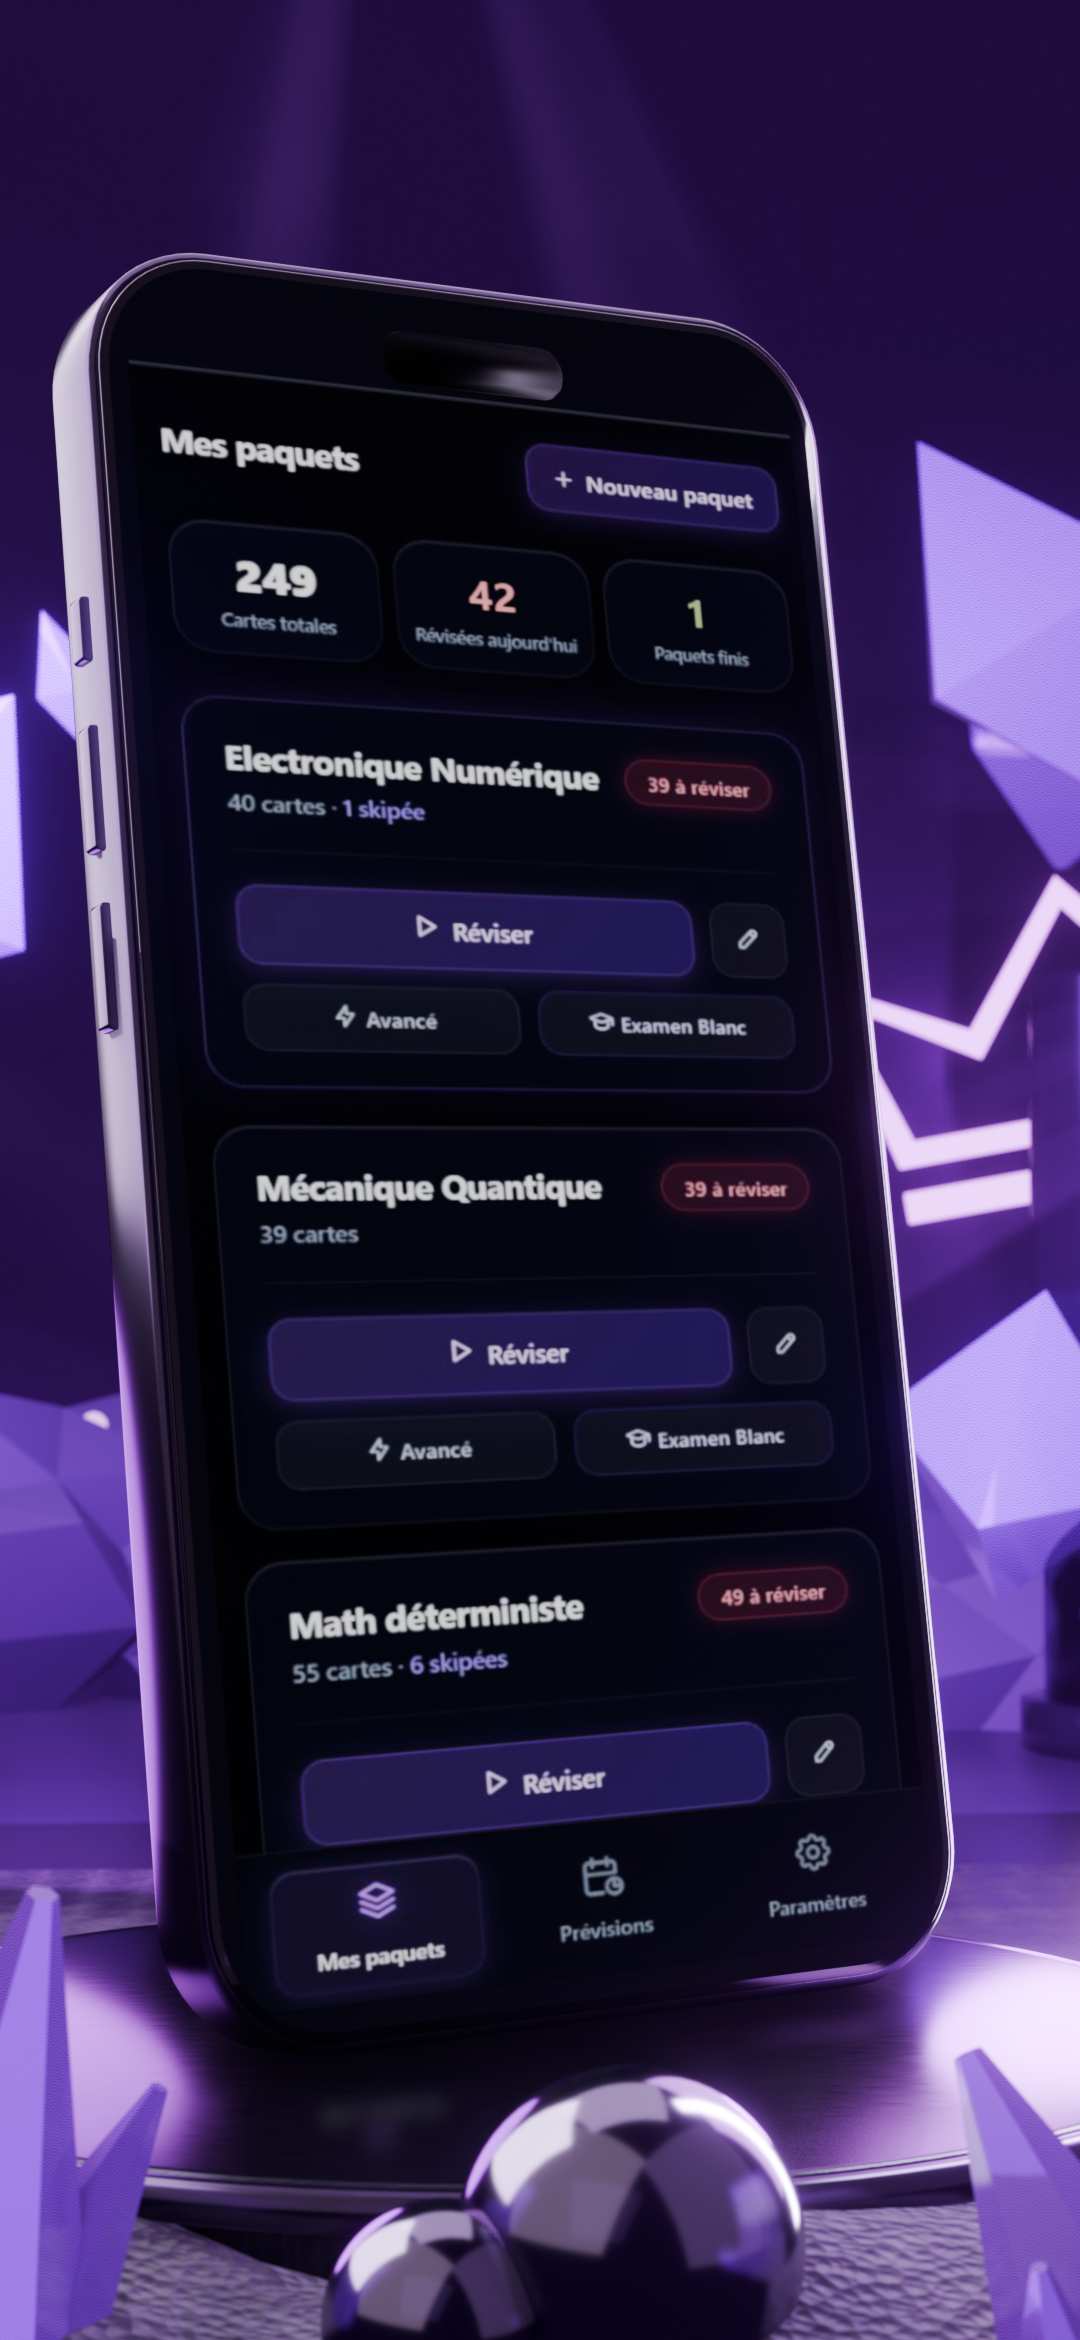 Mes paquets
+ Nouveau paquet
249
Cartes totales
42
Révisées aujourd'hui
1
Paquets finis
Electronique Numérique
39 à réviser
40 cartes · 1 skipée
Réviser
Avancé
Examen Blanc
Mécanique Quantique
39 à réviser
39 cartes
Réviser
Avancé
Examen Blanc
Math déterministe
49 à réviser
55 cartes · 6 skipées
Réviser
Mes paquets
Prévisions
Paramètres